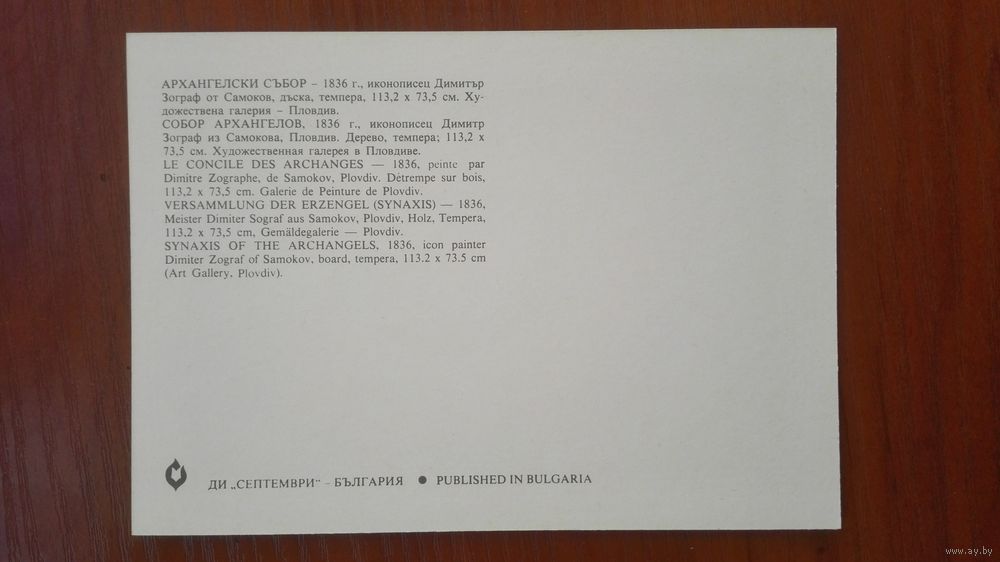 АРХАНГЕЛСКИ СЪБОР – 1836 г., иконописец Димитър
Зограф от Самоков, дъска, темпера, 113,2 х 73,5 см. Ху-
дожествена галерия – Пловдив.
СОБОР АРХАНГЕЛОВ, 1836 г., иконописец Димитр
Зограф из Самокова, Пловдив. Дерево, темпера; 113,2 х
73,5 см. Художественная галерея в Пловдиве.
LE CONCILE DES ARCHANGES — 1836, peinte par
Dimitre Zographe, de Samokov, Plovdiv. Détrempe sur bois,
113,2 x 73,5 cm. Galerie de Peinture de Plovdiv.
VERSAMMLUNG DER ERZENGEL (SYNAXIS) — 1836,
Meister Dimiter Sograf aus Samokov, Plovdiv, Holz, Tempera,
113,2 x 73,5 cm, Gemäldegalerie — Plovdiv.
SYNAXIS OF THE ARCHANGELS, 1836, icon painter
Dimiter Zograf of Samokov, board, tempera, 113.2 x 73.5 cm
(Art Gallery, Plovdiv).
ДИ „СЕПТЕМВРИ“ – БЪЛГАРИЯ ● PUBLISHED IN BULGARIA
www.ay.by